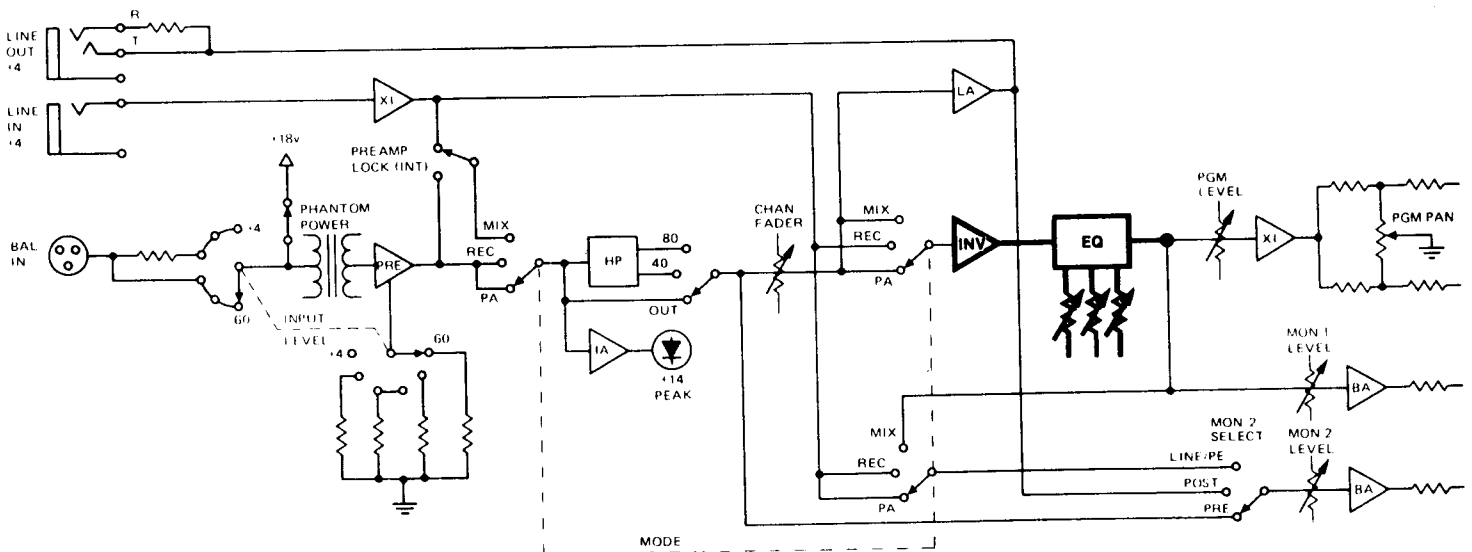 LINE
OUT
+4
R
T
LINE
IN
+4
X1
LA
+18v
PREAMP
LOCK (INT)
PHANTOM
POWER
BAL
IN
+4
60
INPUT
LEVEL
PRE
MIX
REC
PA
HP
80
40
OUT
CHAN
FADER
MIX
REC
PA
INV
EQ
PGM
LEVEL
X1
PGM PAN
+4
60
1A
+14
PEAK
MON 1
LEVEL
BA
MIX
REC
PA
MON 2
SELECT
LINE/PE
POST
PRE
MON 2
LEVEL
BA
MODE